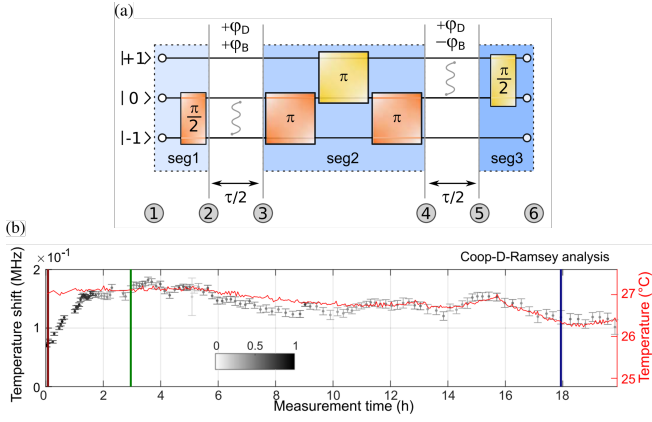 (a)
+φD +φD
+φB −φB
|+1>
π
π/2
|0>
π/2
π π
|-1>
seg1 seg2 seg3
τ/2 τ/2
1 2 3 4 5 6
(b)
× 10⁻¹
Coop-D-Ramsey analysis
Temperature shift (MHz)
2
1
0
0 0.5 1
27
26
25
Temperature (°C)
0 2 4 6 8 10 12 14 16 18
Measurement time (h)